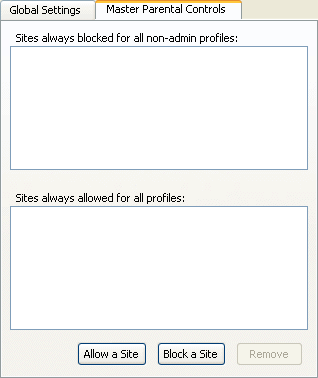 Global Settings
Master Parental Controls
Sites always blocked for all non-admin profiles:
Sites always allowed for all profiles:
Allow a Site
Block a Site
Remove